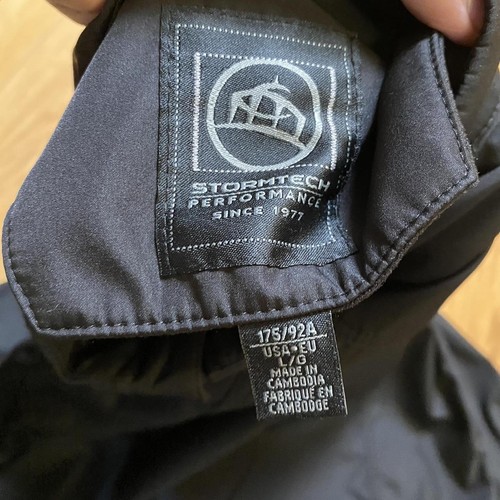 STORMTECH
PERFORMANCE
SINCE 1977
175/92A
USA•EU
L/G
MADE IN
CAMBODIA
FABRIQUÉ EN
CAMBODGE